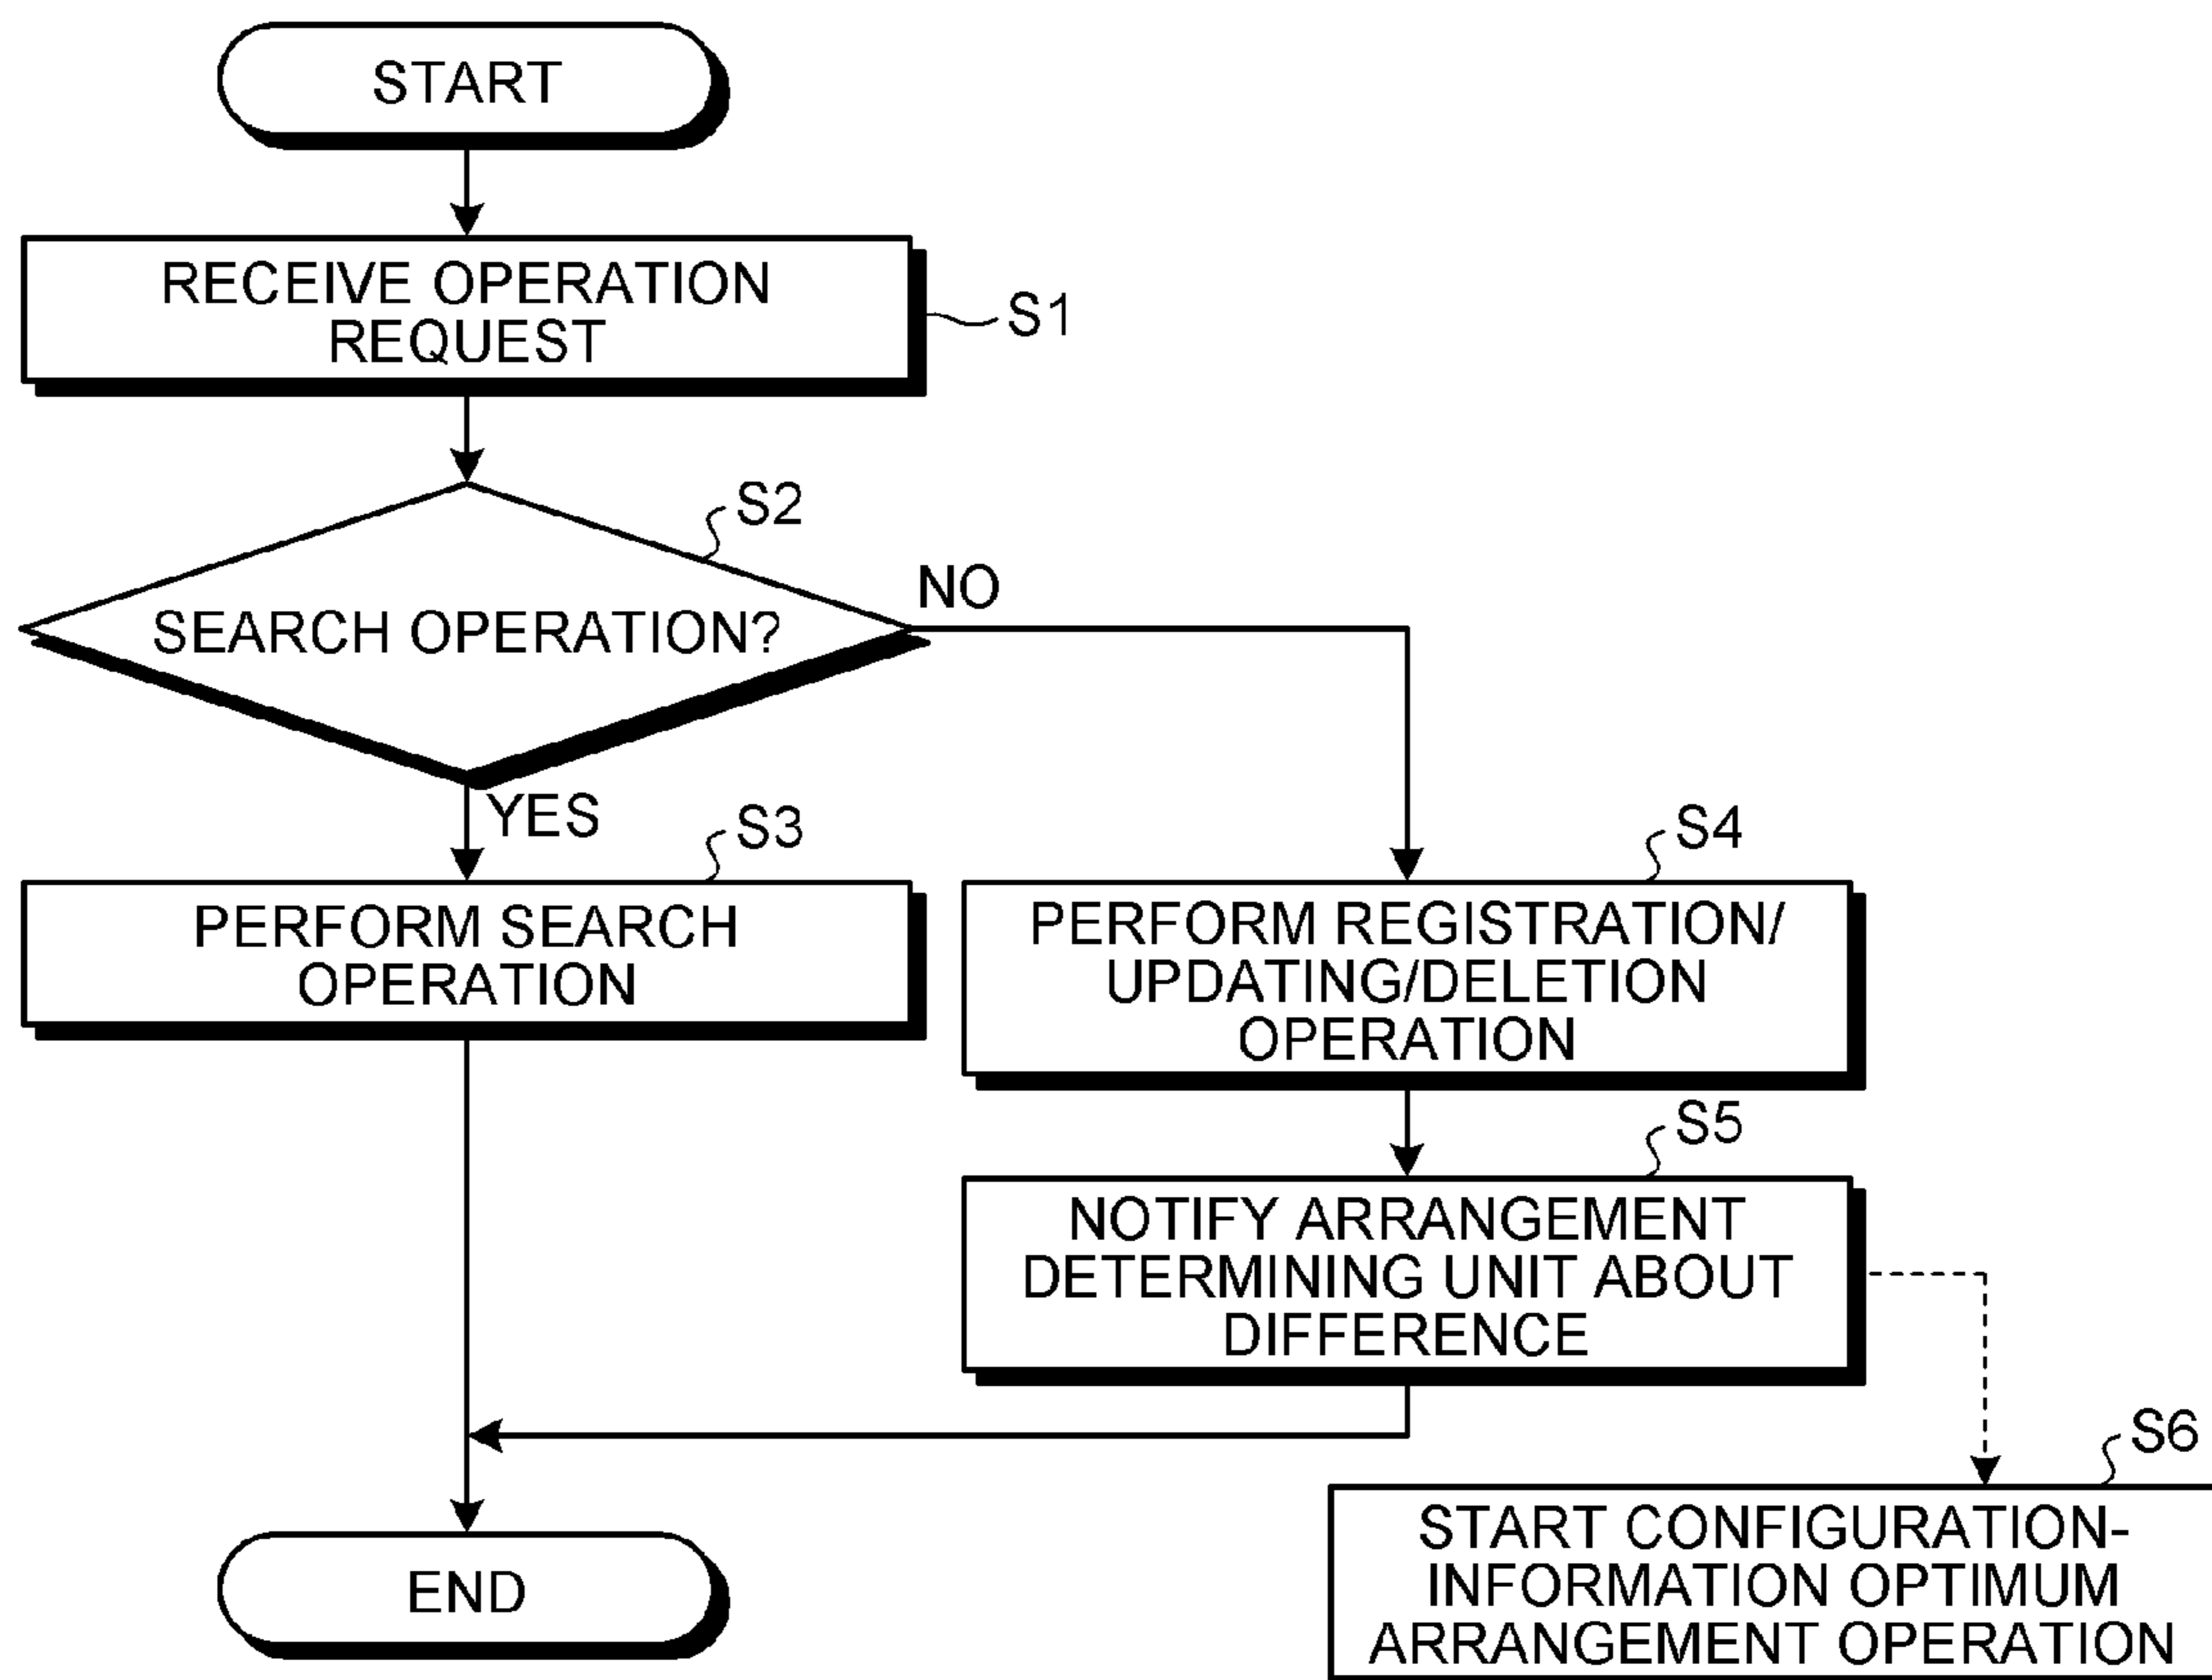 START
RECEIVE OPERATION
REQUEST
S1
S2
SEARCH OPERATION?
NO
YES
S3
PERFORM SEARCH
OPERATION
S4
PERFORM REGISTRATION/
UPDATING/DELETION
OPERATION
S5
NOTIFY ARRANGEMENT
DETERMINING UNIT ABOUT
DIFFERENCE
S6
START CONFIGURATION-
INFORMATION OPTIMUM
ARRANGEMENT OPERATION
END